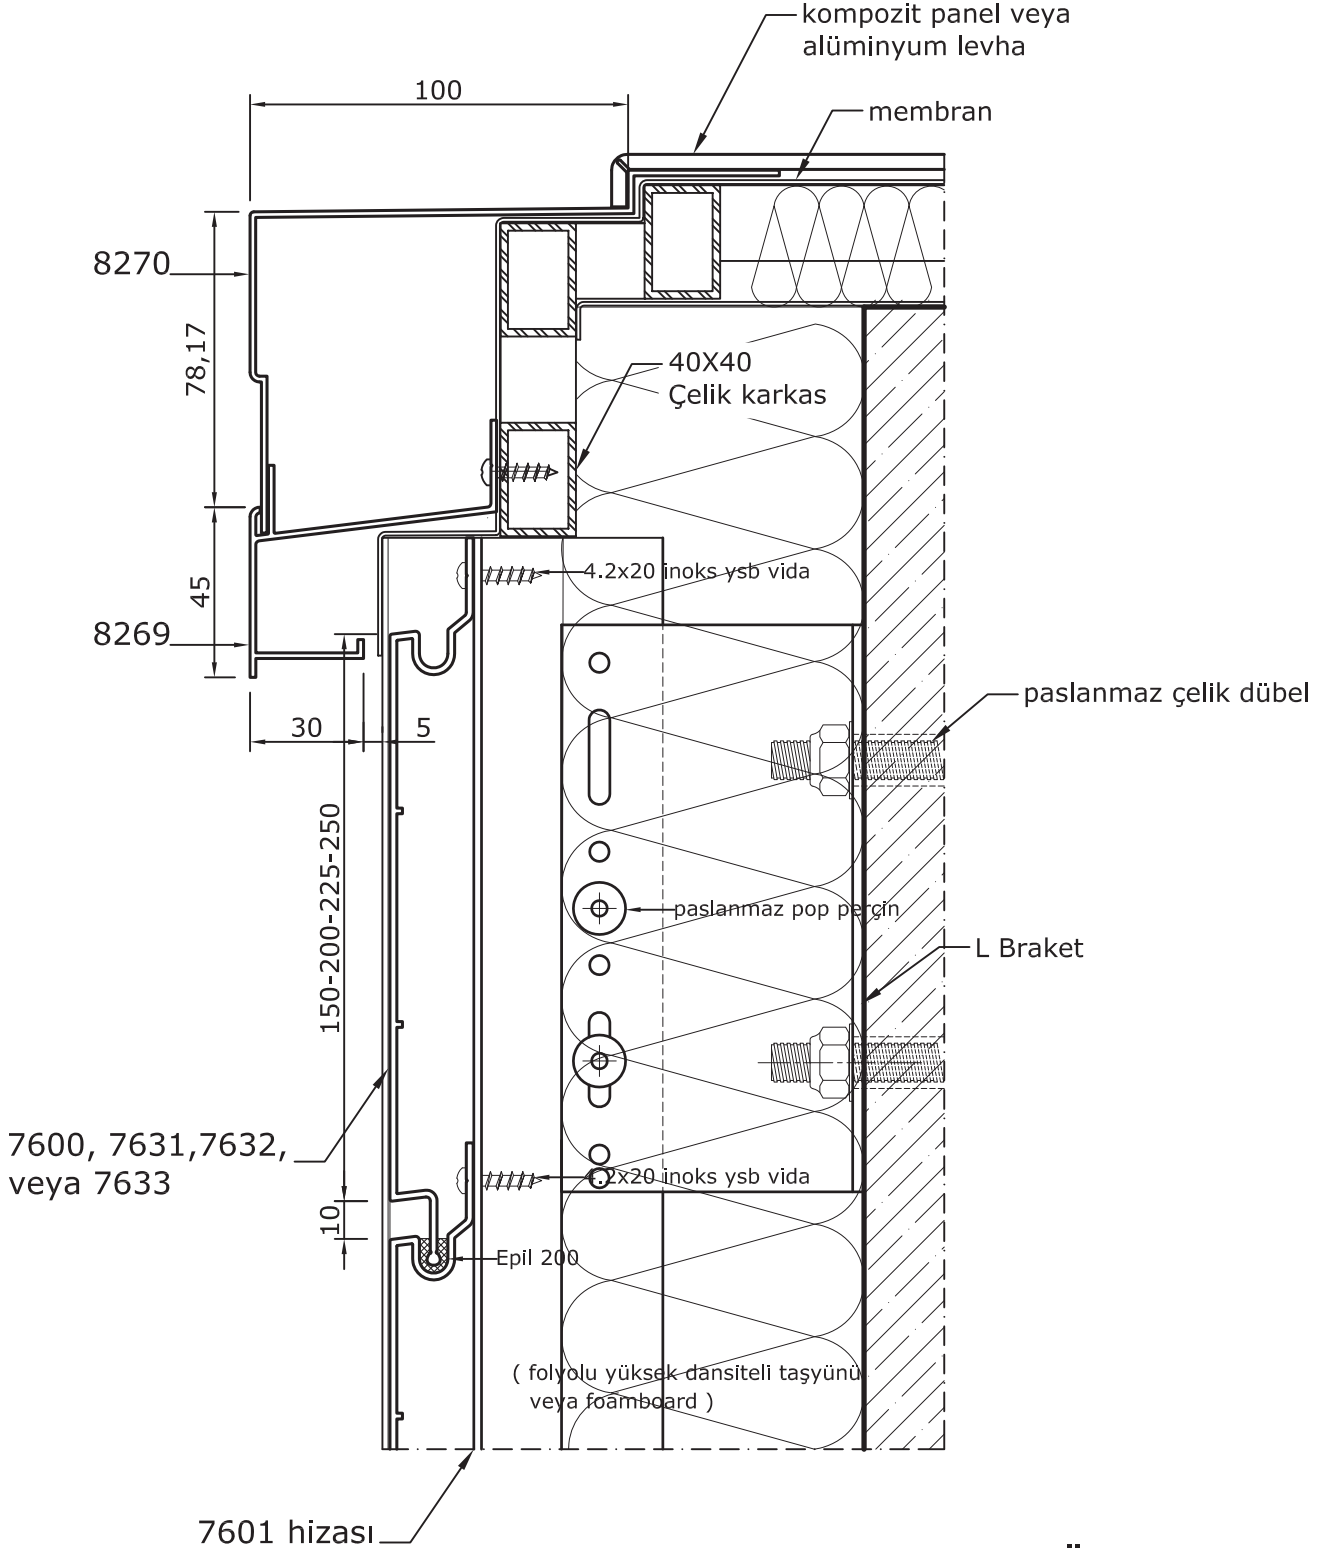 kompozit panel veya
alüminyum levha
100
membran
8270
78,17
40X40
Çelik karkas
4.2x20 inoks ysb vida
45
8269
paslanmaz çelik dübel
30
5
150-200-225-250
paslanmaz pop perçin
L Braket
7600, 7631,7632,
veya 7633
4.2x20 inoks ysb vida
10
Epil 200
( folyolu yüksek dansiteli taşyünü
veya foamboard )
7601 hizası